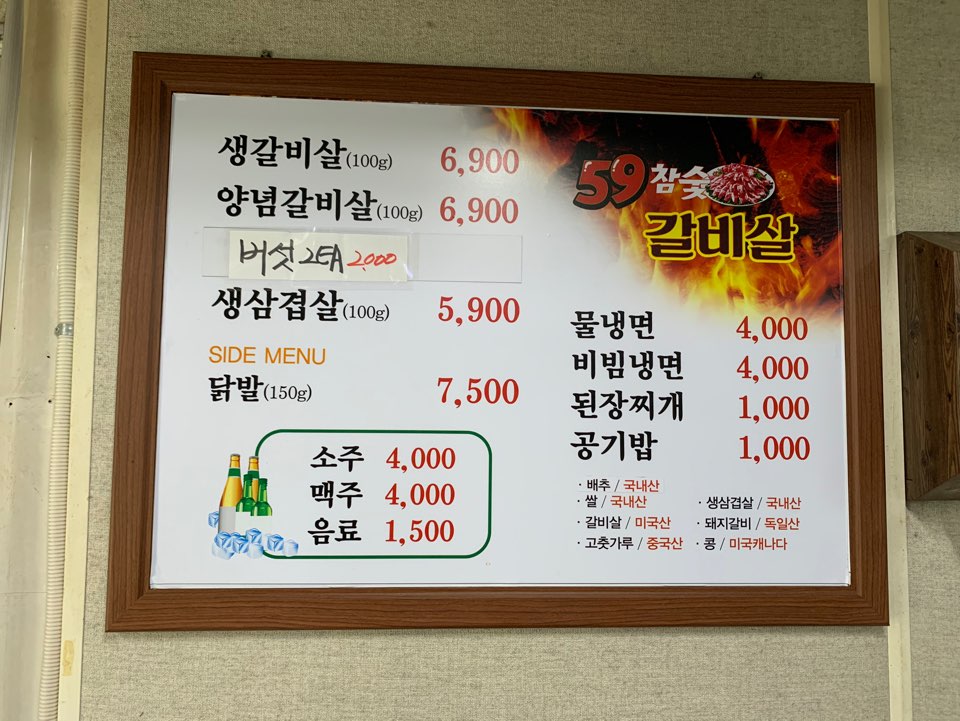 생갈비살(100g) 6,900
양념갈비살(100g) 6,900
버섯 2EA 2,000
생삼겹살(100g) 5,900
SIDE MENU
닭발(150g) 7,500
소주 4,000
맥주 4,000
음료 1,500
59 참숯
갈비살
물냉면 4,000
비빔냉면 4,000
된장찌개 1,000
공기밥 1,000
· 배추 / 국내산
· 쌀 / 국내산 · 생삼겹살 / 국내산
· 갈비살 / 미국산 · 돼지갈비 / 독일산
· 고춧가루 / 중국산 · 콩 / 미국캐나다